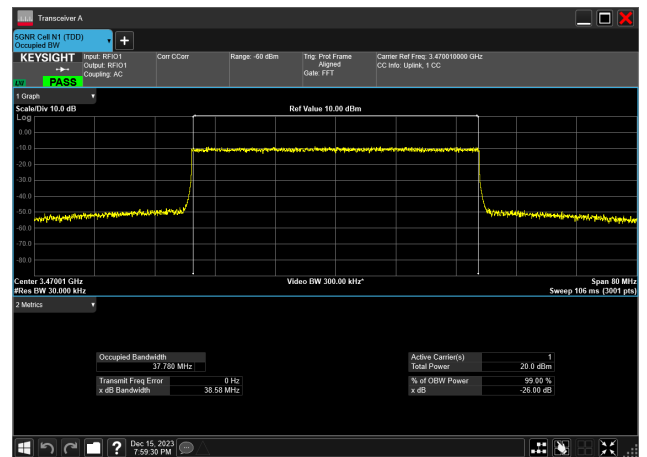 Transceiver A
5GNR Cell N1 (TDD)
Occupied BW
KEYSIGHT
Input: RFIO1
Output: RFIO1
Coupling: AC
Corr CCorr
Range: -60 dBm
Trig: Prot Frame
Aligned
Gate: FFT
Carrier Ref Freq: 3.470010000 GHz
CC Info: Uplink, 1 CC
PASS
1 Graph
Scale/Div 10.0 dB
Ref Value 10.00 dBm
Log
0.00
-10.0
-20.0
-30.0
-40.0
-50.0
-60.0
-70.0
-80.0
Center 3.47001 GHz
Video BW 300.00 kHz*
Span 80 MHz
#Res BW 30.000 kHz
Sweep 106 ms (3001 pts)
2 Metrics
Occupied Bandwidth
37.780 MHz
Active Carrier(s) 1
Total Power 20.0 dBm
Transmit Freq Error 0 Hz
x dB Bandwidth 38.58 MHz
% of OBW Power 99.00 %
x dB -26.00 dB
?
Dec 15, 2023
7:59:30 PM